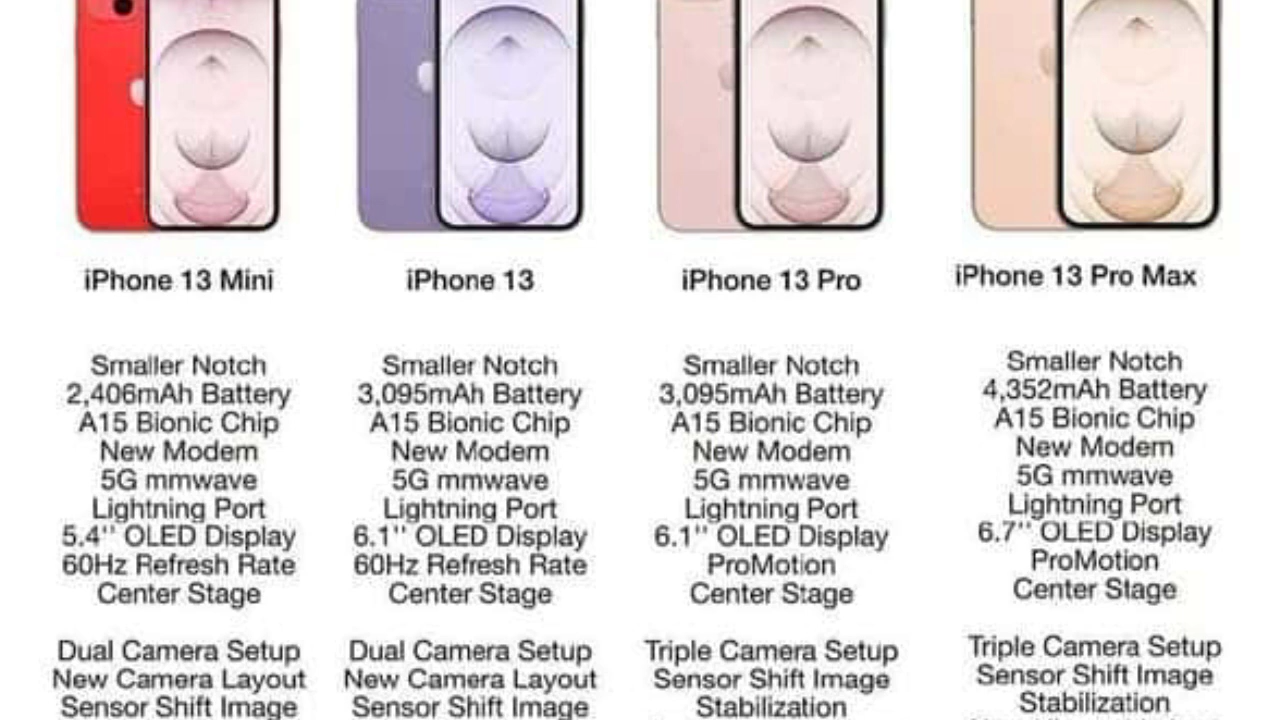 iPhone 13 Mini
Smaller Notch
2,406mAh Battery
A15 Bionic Chip
New Modem
5G mmwave
Lightning Port
5.4'' OLED Display
60Hz Refresh Rate
Center Stage
Dual Camera Setup
New Camera Layout
Sensor Shift Image
iPhone 13
Smaller Notch
3,095mAh Battery
A15 Bionic Chip
New Modem
5G mmwave
Lightning Port
6.1'' OLED Display
60Hz Refresh Rate
Center Stage
Dual Camera Setup
New Camera Layout
Sensor Shift Image
iPhone 13 Pro
Smaller Notch
3,095mAh Battery
A15 Bionic Chip
New Modem
5G mmwave
Lightning Port
6.1'' OLED Display
ProMotion
Center Stage
Triple Camera Setup
Sensor Shift Image
Stabilization
iPhone 13 Pro Max
Smaller Notch
4,352mAh Battery
A15 Bionic Chip
New Modem
5G mmwave
Lightning Port
6.7'' OLED Display
ProMotion
Center Stage
Triple Camera Setup
Sensor Shift Image
Stabilization